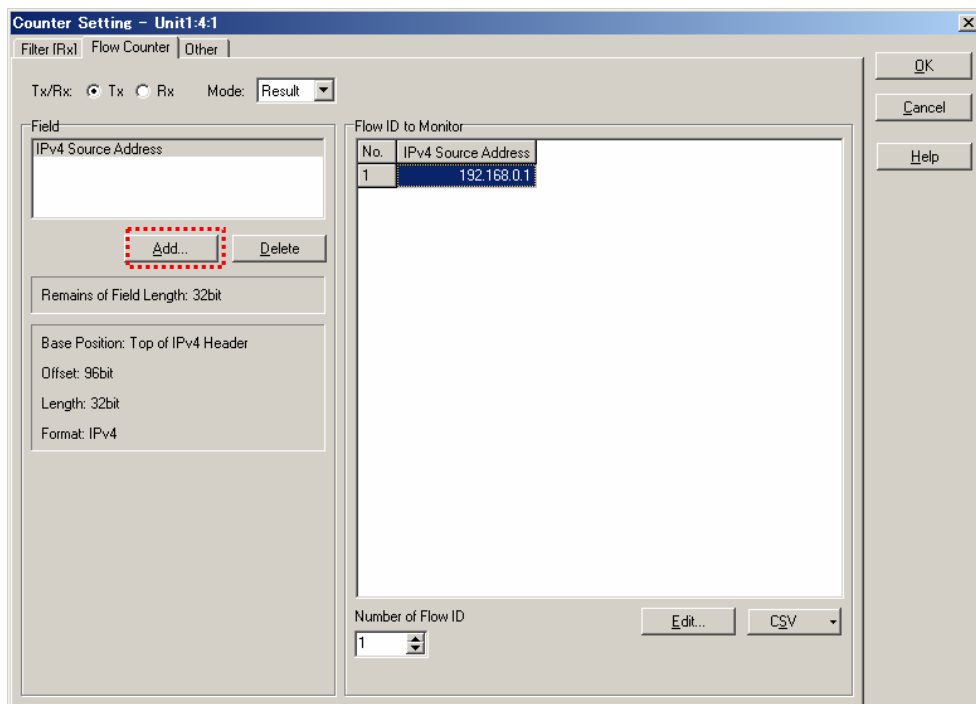 Counter Setting - Unit1:4:1
Filter [Rx] Flow Counter Other
OK
Cancel
Help
Tx/Rx: Tx Rx Mode: Result
Field
IPv4 Source Address
Add...
Delete
Remains of Field Length: 32bit
Base Position: Top of IPv4 Header
Offset: 96bit
Length: 32bit
Format: IPv4
Flow ID to Monitor
No. IPv4 Source Address
1 192.168.0.1
Number of Flow ID
1
Edit...
CSV